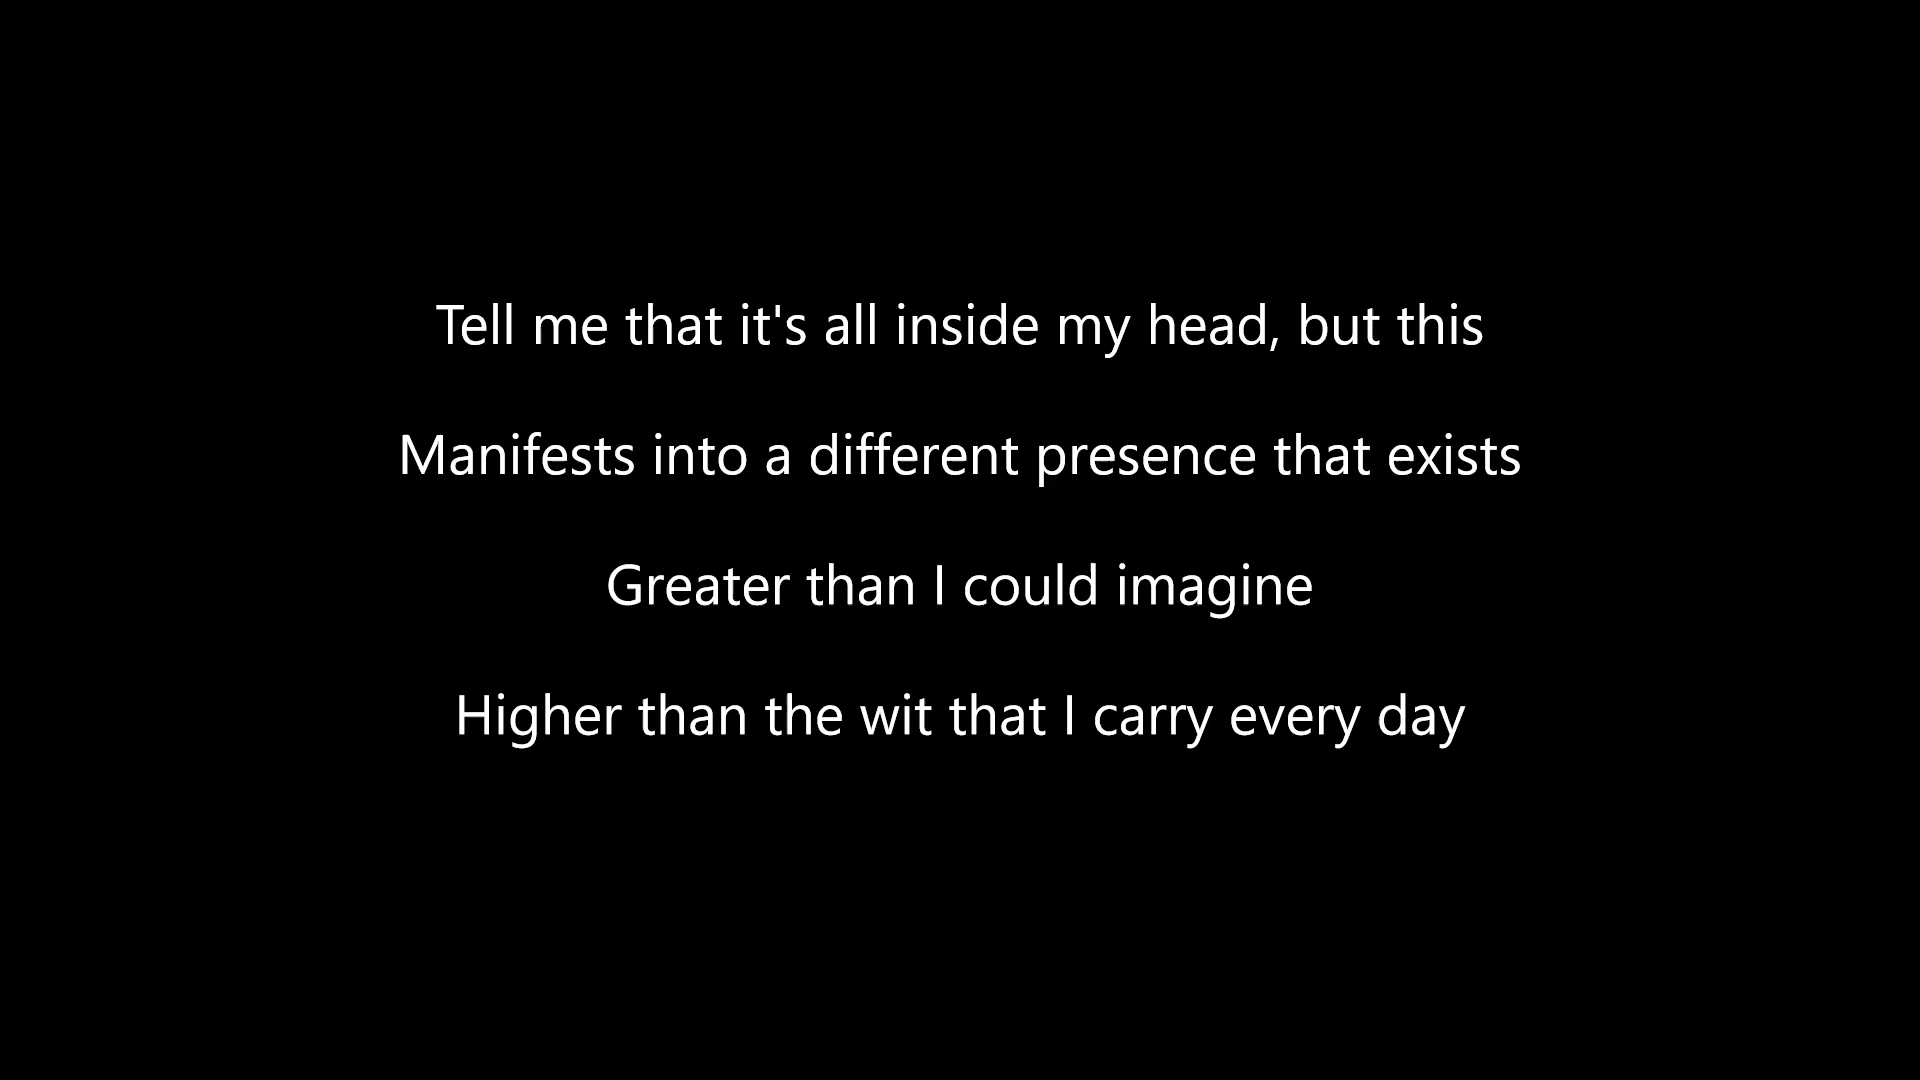 Tell me that it's all inside my head, but this
Manifests into a different presence that exists
Greater than I could imagine
Higher than the wit that I carry every day